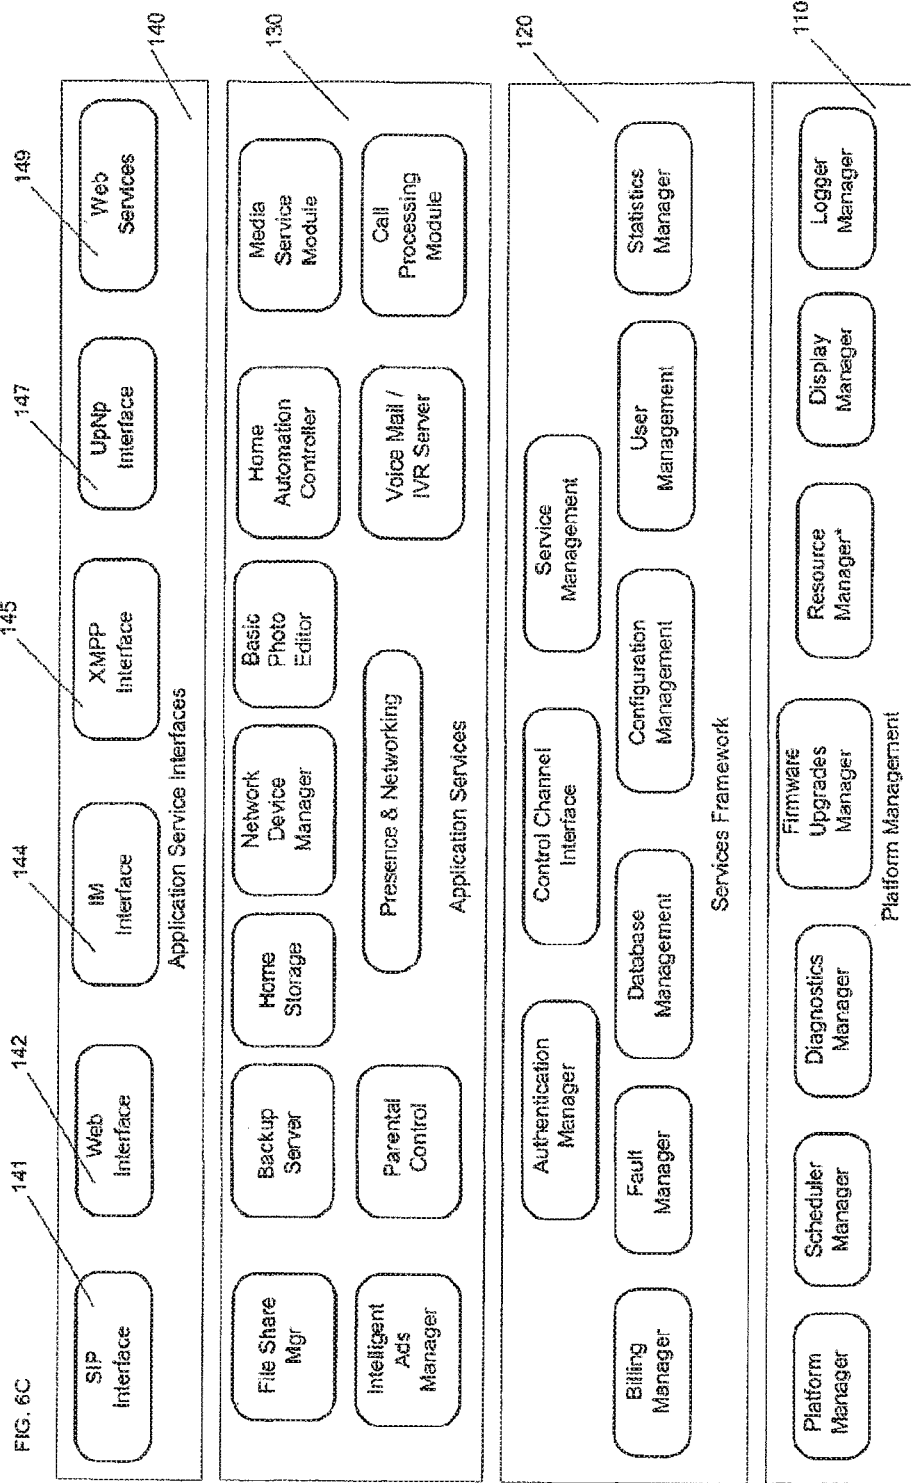 FIG. 6C
141
142
144
145
147
149
140
SIP
Interface
Web
Interface
IM
Interface
XMPP
Interface
UpNp
Interface
Web
Services
Application Service Interfaces
130
File Share
Mgr
Backup
Server
Home
Storage
Network
Device
Manager
Basic
Photo
Editor
Home
Automation
Controller
Media
Service
Module
Intelligent
Ads
Manager
Parental
Control
Presence & Networking
Voice Mail /
IVR Server
Call
Processing
Module
Application Services
120
Authentication
Manager
Control Channel
Interface
Service
Management
Billing
Manager
Fault
Manager
Database
Management
Configuration
Management
User
Management
Statistics
Manager
Services Framework
110
Platform
Manager
Scheduler
Manager
Diagnostics
Manager
Firmware
Upgrades
Manager
Resource
Manager*
Display
Manager
Logger
Manager
Platform Management